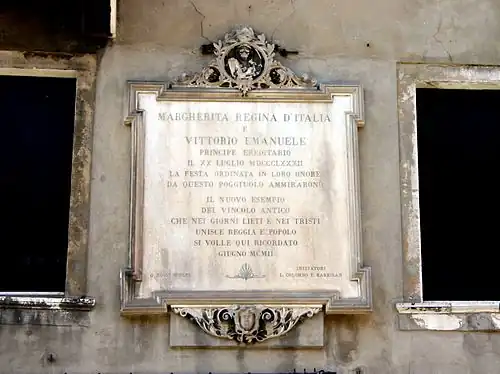 MARGHERITA REGINA D'ITALIA
E
VITTORIO EMANUELE
PRINCIPE EREDITARIO
IL XX LUGLIO MDCCCLXXXII
LA FESTA ORDINATA IN LORO ONORE
DA QUESTO POGGIUOLO AMMIRARONO
IL NUOVO ESEMPIO
DEL VINCOLO ANTICO
CHE NEI GIORNI LIETI E NEI TRISTI
UNISCE REGGIA E POPOLO
SI VOLLE QUI RICORDATO
GIUGNO MCMII
INIZIATORI
L. COLOMBO E